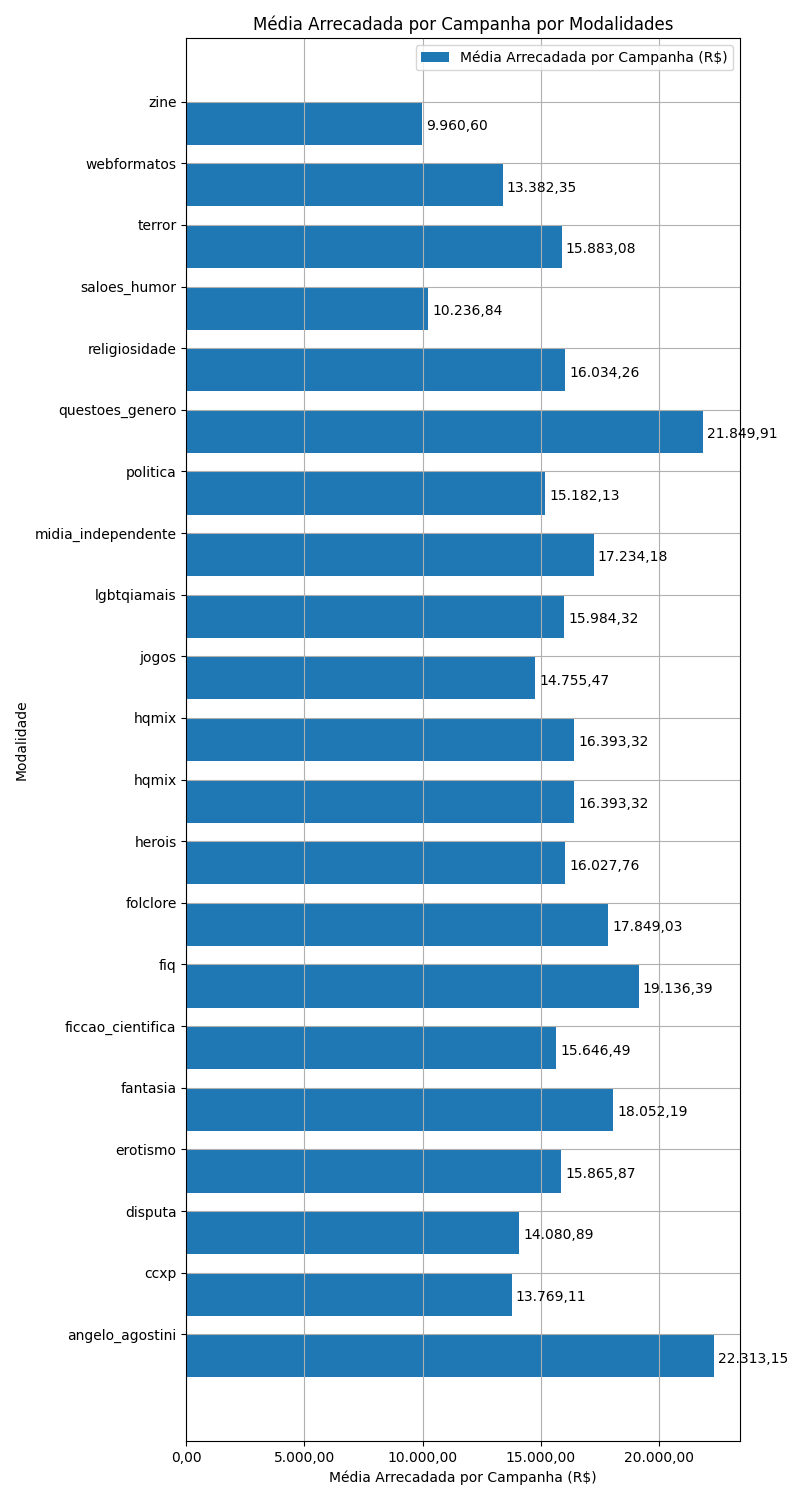 Média Arrecadada por Campanha por Modalidades
Média Arrecadada por Campanha (R$)
zine
9.960,60
webformatos
13.382,35
terror
15.883,08
saloes_humor
10.236,84
religiosidade
16.034,26
questoes_genero
21.849,91
politica
15.182,13
midia_independente
17.234,18
lgbtqiamais
15.984,32
jogos
14.755,47
hqmix
16.393,32
hqmix
16.393,32
herois
16.027,76
folclore
17.849,03
fiq
19.136,39
ficcao_cientifica
15.646,49
fantasia
18.052,19
erotismo
15.865,87
disputa
14.080,89
ccxp
13.769,11
angelo_agostini
22.313,15
Modalidade
0,00 5.000,00 10.000,00 15.000,00 20.000,00
Média Arrecadada por Campanha (R$)